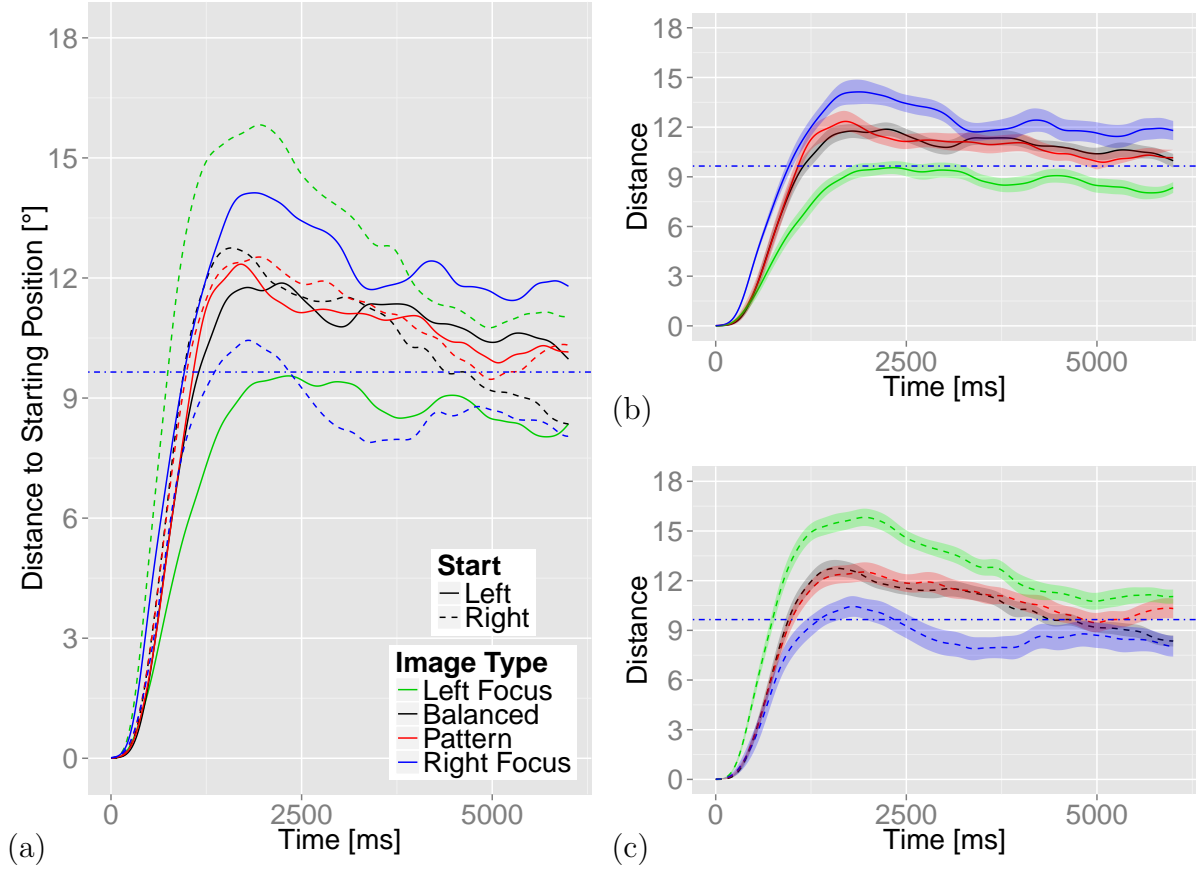 18
15
12
9
6
3
0
Distance to Starting Position [°]
0
2500
5000
Time [ms]
Start
Left
Right
Image Type
Left Focus
Balanced
Pattern
Right Focus
(a)
18
15
12
9
6
3
0
Distance
0
2500
5000
Time [ms]
(b)
18
15
12
9
6
3
0
Distance
0
2500
5000
Time [ms]
(c)